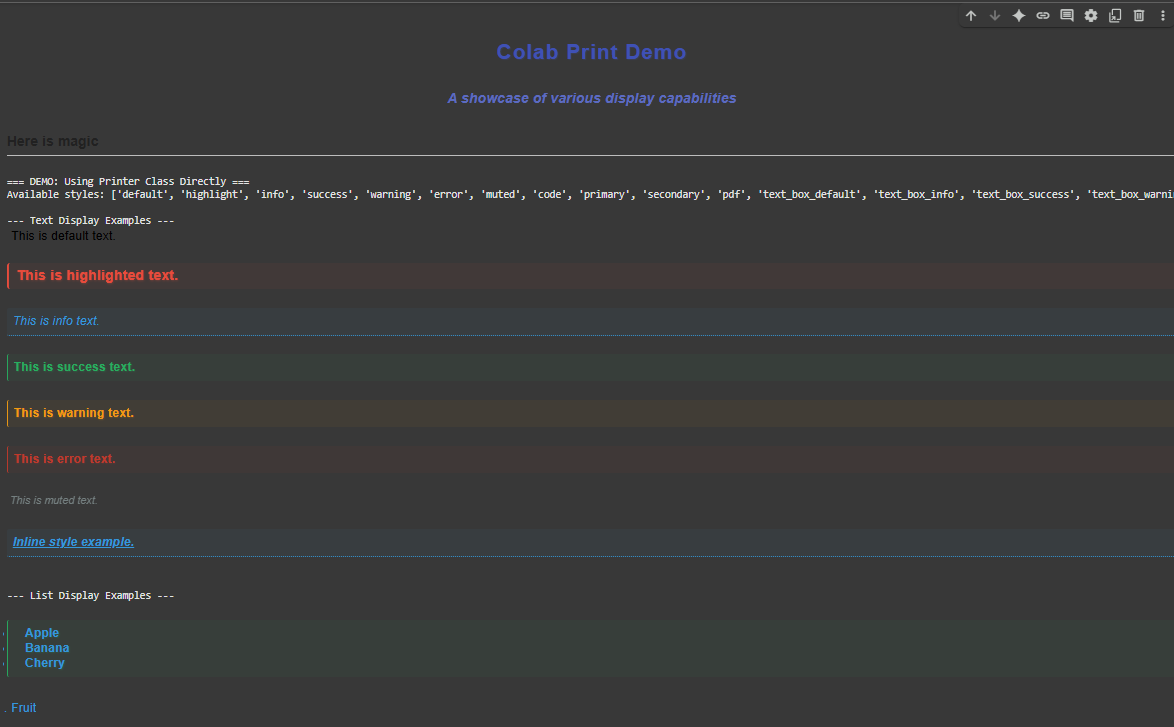 Colab Print Demo
A showcase of various display capabilities
Here is magic
=== DEMO: Using Printer Class Directly ===
Available styles: ['default', 'highlight', 'info', 'success', 'warning', 'error', 'muted', 'code', 'primary', 'secondary', 'pdf', 'text_box_default', 'text_box_info', 'text_box_success', 'text_box_warni
--- Text Display Examples ---
This is default text.
This is highlighted text.
This is info text.
This is success text.
This is warning text.
This is error text.
This is muted text.
Inline style example.
--- List Display Examples ---
Apple
Banana
Cherry
Fruit